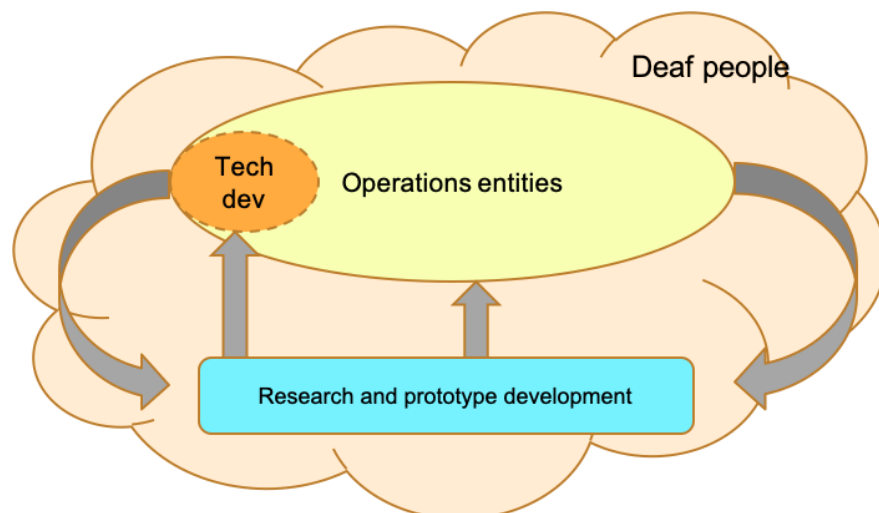 Deaf people
Tech
dev
Operations entities
Research and prototype development